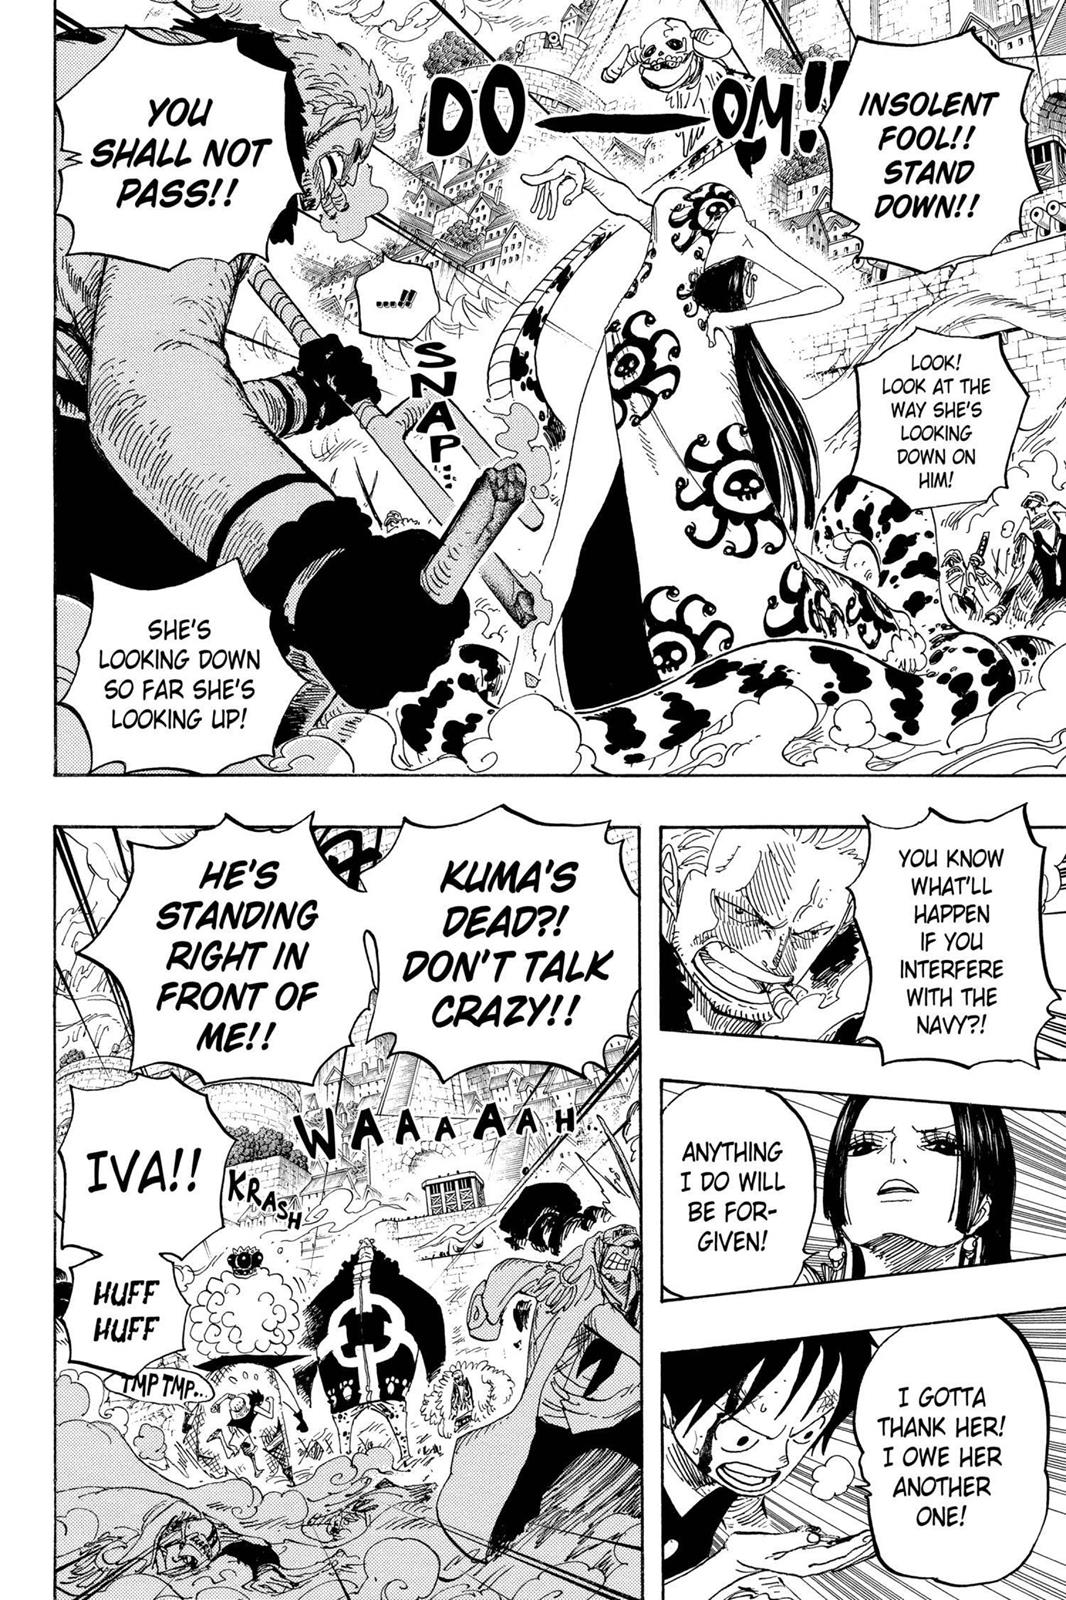 INSOLENT
FOOL!!
STAND
DOWN!!
DO—OM!!
YOU
SHALL NOT
PASS!!
...!!
SNAP...
LOOK!
LOOK AT THE
WAY SHE'S
LOOKING
DOWN ON
HIM!
SHE'S
LOOKING DOWN
SO FAR SHE'S
LOOKING UP!
YOU KNOW
WHAT'LL
HAPPEN
IF YOU
INTERFERE
WITH THE
NAVY?!
ANYTHING
I DO WILL
BE FOR-
GIVEN!
I GOTTA
THANK HER!
I OWE HER
ANOTHER
ONE!
KUMA'S
DEAD?!
DON'T TALK
CRAZY!!
HE'S
STANDING
RIGHT IN
FRONT OF
ME!!
WAAAAAH...
IVA!!
KRASH
HUFF
HUFF
TMP TMP...